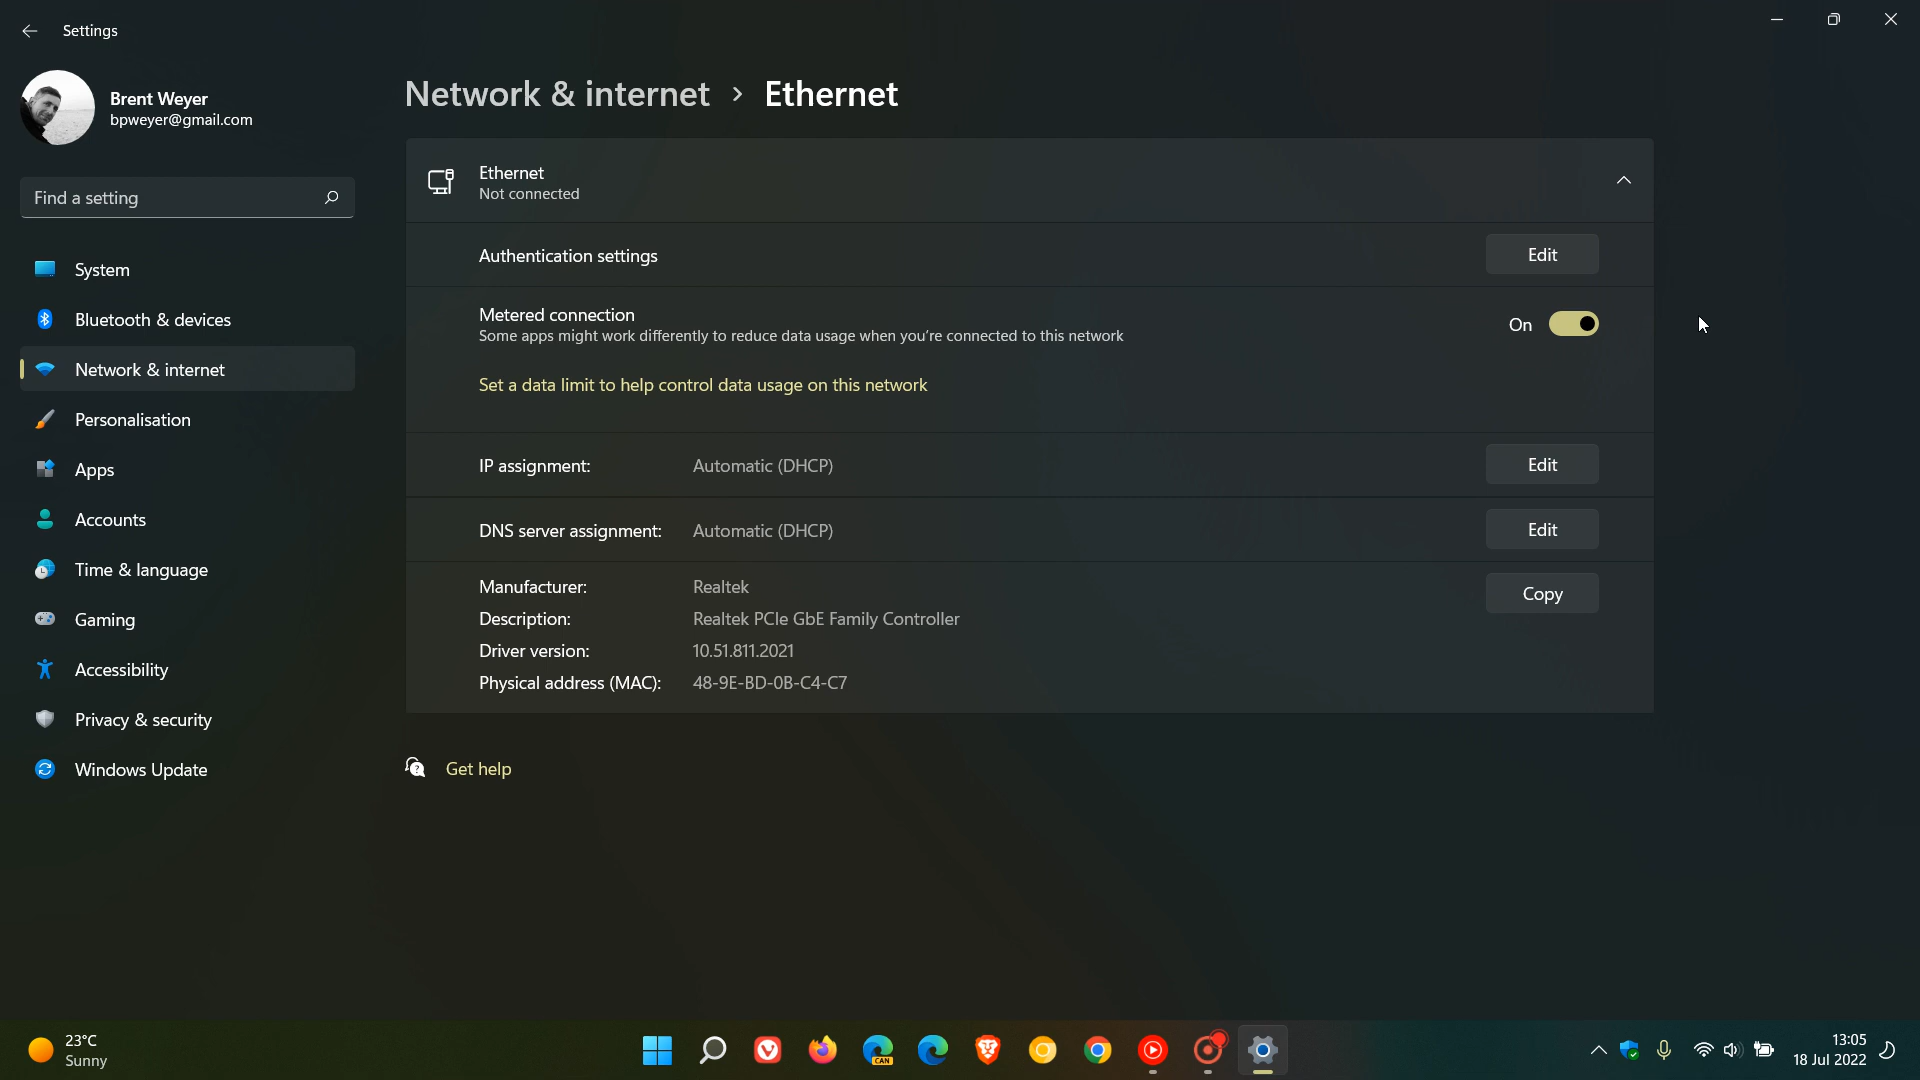 Settings
Brent Weyer
bpweyer@gmail.com
Find a setting
System
Bluetooth & devices
Network & internet
Personalisation
Apps
Accounts
Time & language
Gaming
Accessibility
Privacy & security
Windows Update
Network & internet › Ethernet
Ethernet
Not connected
Authentication settings
Edit
Metered connection
Some apps might work differently to reduce data usage when you're connected to this network
On
Set a data limit to help control data usage on this network
IP assignment: Automatic (DHCP)
Edit
DNS server assignment: Automatic (DHCP)
Edit
Manufacturer: Realtek
Copy
Description: Realtek PCIe GbE Family Controller
Driver version: 10.51.811.2021
Physical address (MAC): 48-9E-BD-0B-C4-C7
Get help
23°C
Sunny
CAN
13:05
18 Jul 2022